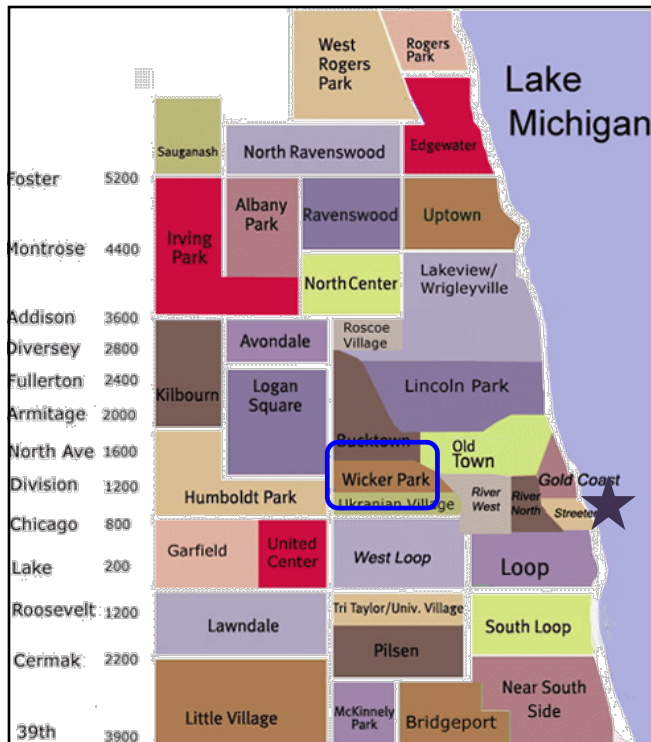 West
Rogers
Park
Rogers
Park
Lake
Michigan
Sauganash
North Ravenswood
Edgewater
Foster 5200
Albany
Park
Ravenswood
Uptown
Irving
Park
Montrose 4400
North Center
Lakeview/
Wrigleyville
Addison 3600
Roscoe
Village
Avondale
Diversey 2800
Fullerton 2400
Kilbourn
Logan
Square
Lincoln Park
Armitage 2000
Bucktown
Old
Town
North Ave 1600
Wicker Park
Gold Coast
Division 1200
Humboldt Park
Ukranian Village
River
West
River
North
Streeter
Chicago 800
Garfield
United
Center
West Loop
Loop
Lake 200
Roosevelt 1200
Lawndale
Tri Taylor/Univ. Village
South Loop
Pilsen
Cermak 2200
Little Village
McKinnely
Park
Bridgeport
Near South
Side
39th 3900